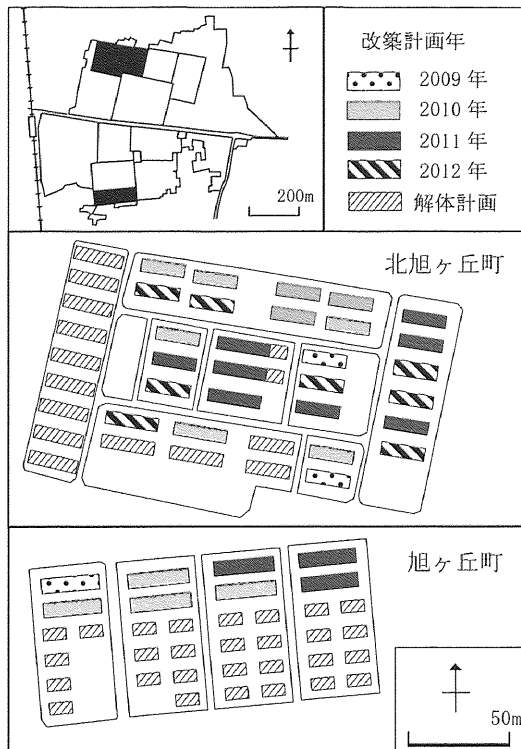 改築計画年
2009 年
2010 年
2011 年
2012 年
解体計画
200m
北旭ヶ丘町
旭ヶ丘町
50m